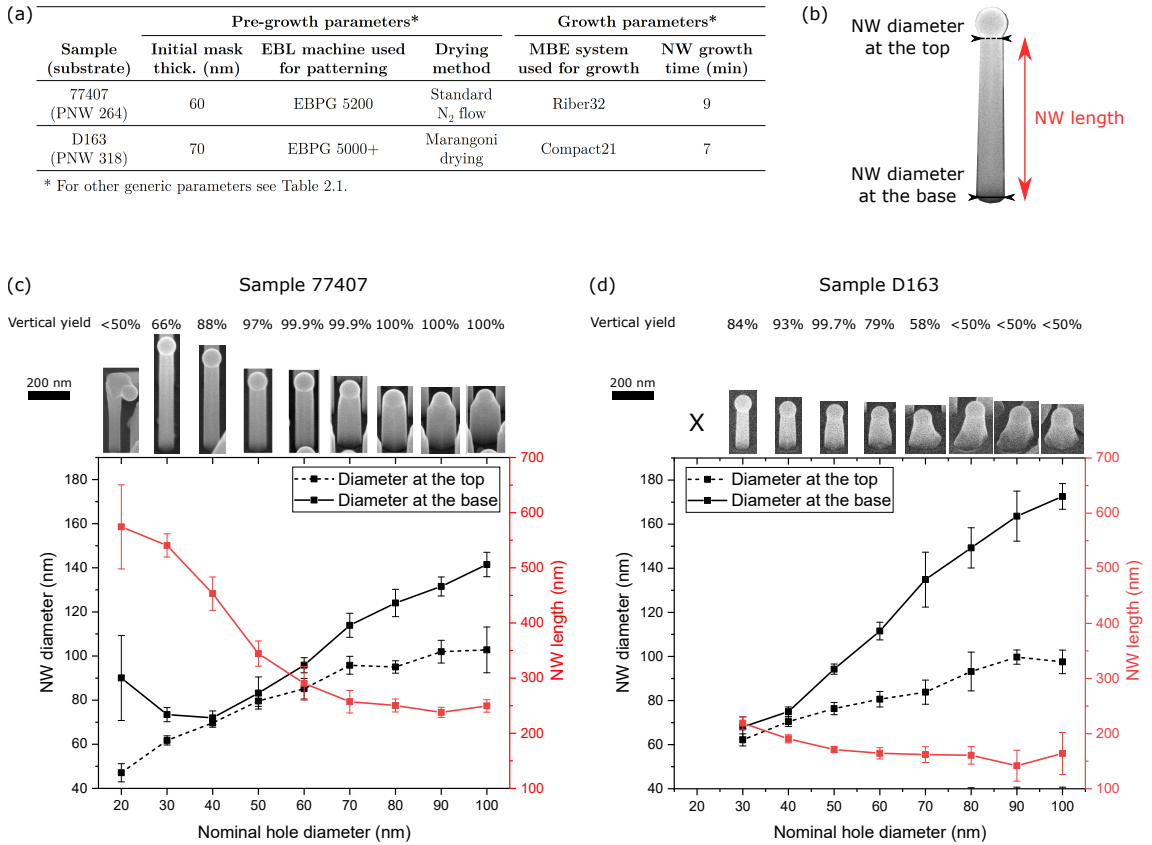 (a)
Pre-growth parameters* Growth parameters*
Sample (substrate) Initial mask thick. (nm) EBL machine used for patterning Drying method MBE system used for growth NW growth time (min)
77407 (PNW 264) 60 EBPG 5200 Standard N₂ flow Riber32 9
D163 (PNW 318) 70 EBPG 5000+ Marangoni drying Compact21 7
* For other generic parameters see Table 2.1.
(b)
NW diameter at the top
NW length
NW diameter at the base
(c)
Sample 77407
Vertical yield <50% 66% 88% 97% 99.9% 99.9% 100% 100% 100%
200 nm
Diameter at the top
Diameter at the base
NW diameter (nm)
180
160
140
120
100
80
60
40
NW length (nm)
700
600
500
400
300
200
100
20 30 40 50 60 70 80 90 100
Nominal hole diameter (nm)
(d)
Sample D163
Vertical yield 84% 93% 99.7% 79% 58% <50% <50% <50%
200 nm
X
Diameter at the top
Diameter at the base
NW diameter (nm)
180
160
140
120
100
80
60
40
NW length (nm)
700
600
500
400
300
200
100
20 30 40 50 60 70 80 90 100
Nominal hole diameter (nm)